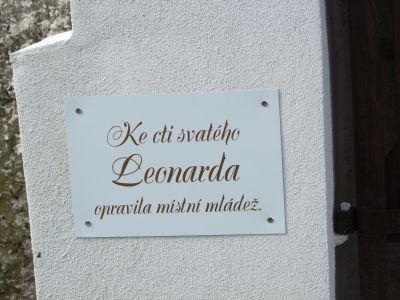 Ke cti svatého
Leonarda
opravila místní mládež.